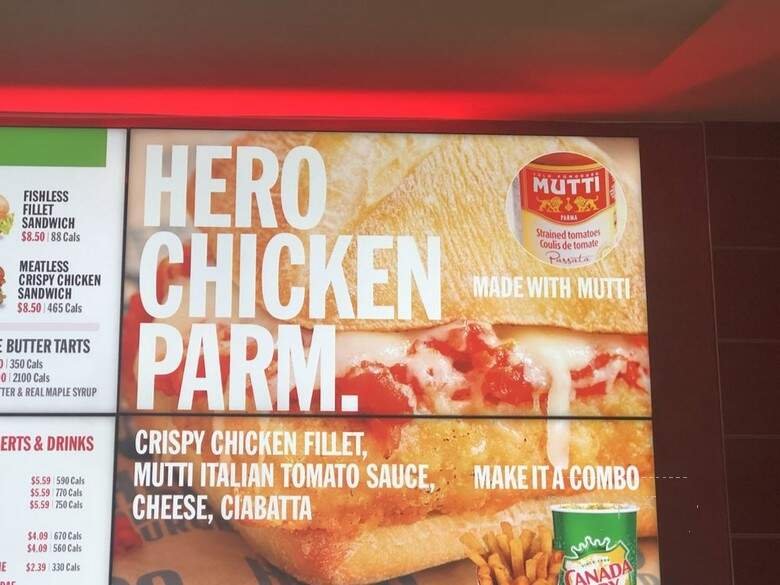 FISHLESS
FILLET
SANDWICH
$8.50 | 88 Cals
MEATLESS
CRISPY CHICKEN
SANDWICH
$8.50 | 465 Cals
BUTTER TARTS
350 Cals
2100 Cals
& REAL MAPLE SYRUP
ERTS & DRINKS
$5.59 | 590 Cals
$5.59 | 770 Cals
$5.59 | 750 Cals
$4.09 | 670 Cals
$4.09 | 560 Cals
$2.39 | 330 Cals
HERO
CHICKEN
PARM.
MUTTI
PARMA
Strained tomatoes
Coulis de tomate
Passata
MADE WITH MUTTI
CRISPY CHICKEN FILLET,
MUTTI ITALIAN TOMATO SAUCE,
CHEESE, CIABATTA
MAKE IT A COMBO
CANADA